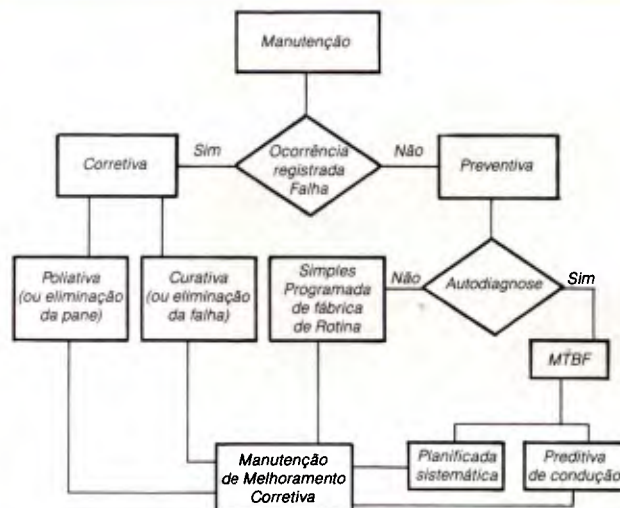 Manutenção
Ocorrência
registrada
Falha
Sim
Não
Corretiva
Preventiva
Poliativa
(ou eliminação
da pane)
Curativa
(ou eliminação
da falha)
Simples
Programada
de fábrica
de Rotina
Não
Autodiagnose
Sim
MTBF
Manutenção
de Melhoramento
Corretiva
Planificada
sistemática
Preditiva
de condução